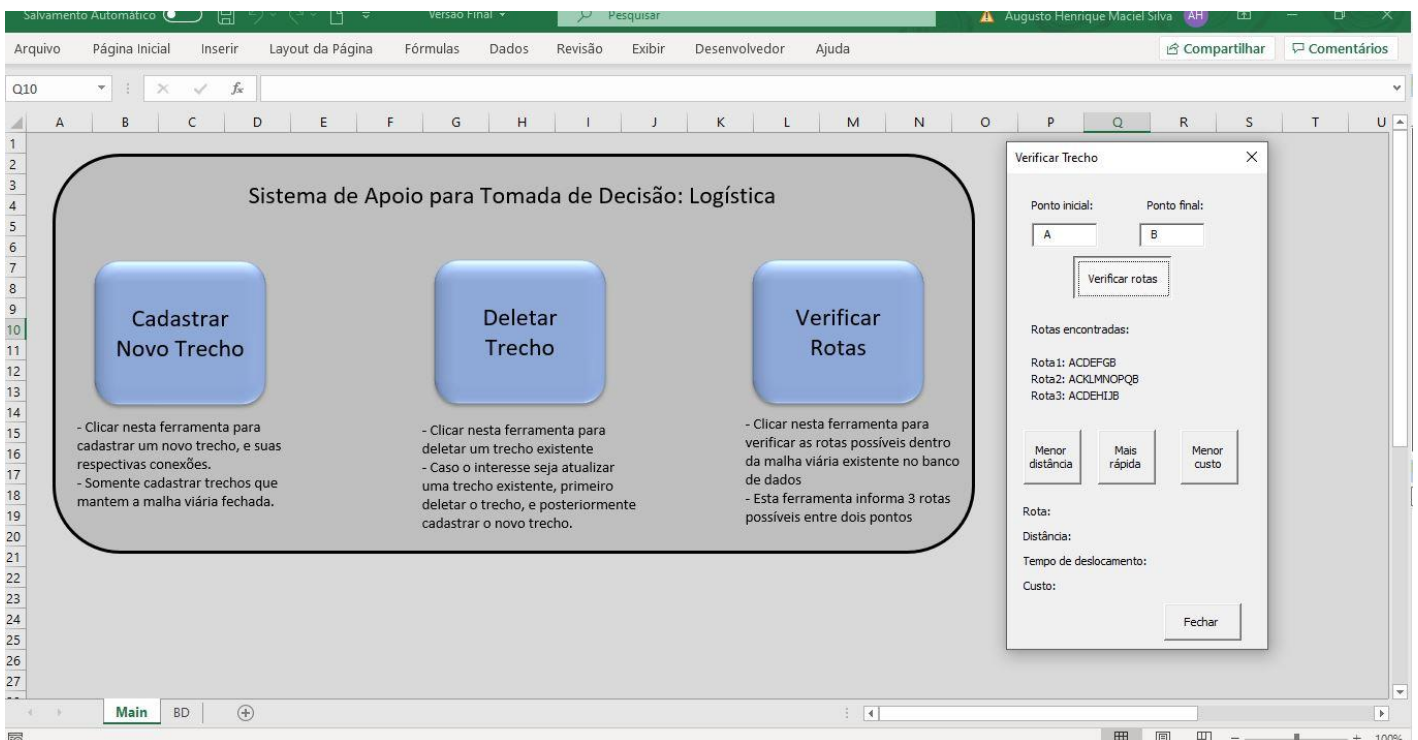 Salvamento Automático
Versão Final
Pesquisar
Augusto Henrique Maciel Silva
AH
Arquivo
Página Inicial
Inserir
Layout da Página
Fórmulas
Dados
Revisão
Exibir
Desenvolvedor
Ajuda
Compartilhar
Comentários
Q10
fx
A B C D E F G H I J K L M N O P Q R S T U
1
2
3
4
5
6
7
8
9
10
11
12
13
14
15
16
17
18
19
20
21
22
23
24
25
26
27
Sistema de Apoio para Tomada de Decisão: Logística
Cadastrar
Novo Trecho
- Clicar nesta ferramenta para
cadastrar um novo trecho, e suas
respectivas conexões.
- Somente cadastrar trechos que
mantem a malha viária fechada.
Deletar
Trecho
- Clicar nesta ferramenta para
deletar um trecho existente
- Caso o interesse seja atualizar
uma trecho existente, primeiro
deletar o trecho, e posteriormente
cadastrar o novo trecho.
Verificar
Rotas
- Clicar nesta ferramenta para
verificar as rotas possíveis dentro
da malha viária existente no banco
de dados
- Esta ferramenta informa 3 rotas
possíveis entre dois pontos
Verificar Trecho
Ponto inicial: Ponto final:
A B
Verificar rotas
Rotas encontradas:
Rota1: ACDEFGB
Rota2: ACKLMNOPQB
Rota3: ACDEHIJB
Menor
distância
Mais
rápida
Menor
custo
Rota:
Distância:
Tempo de deslocamento:
Custo:
Fechar
Main
BD
100%